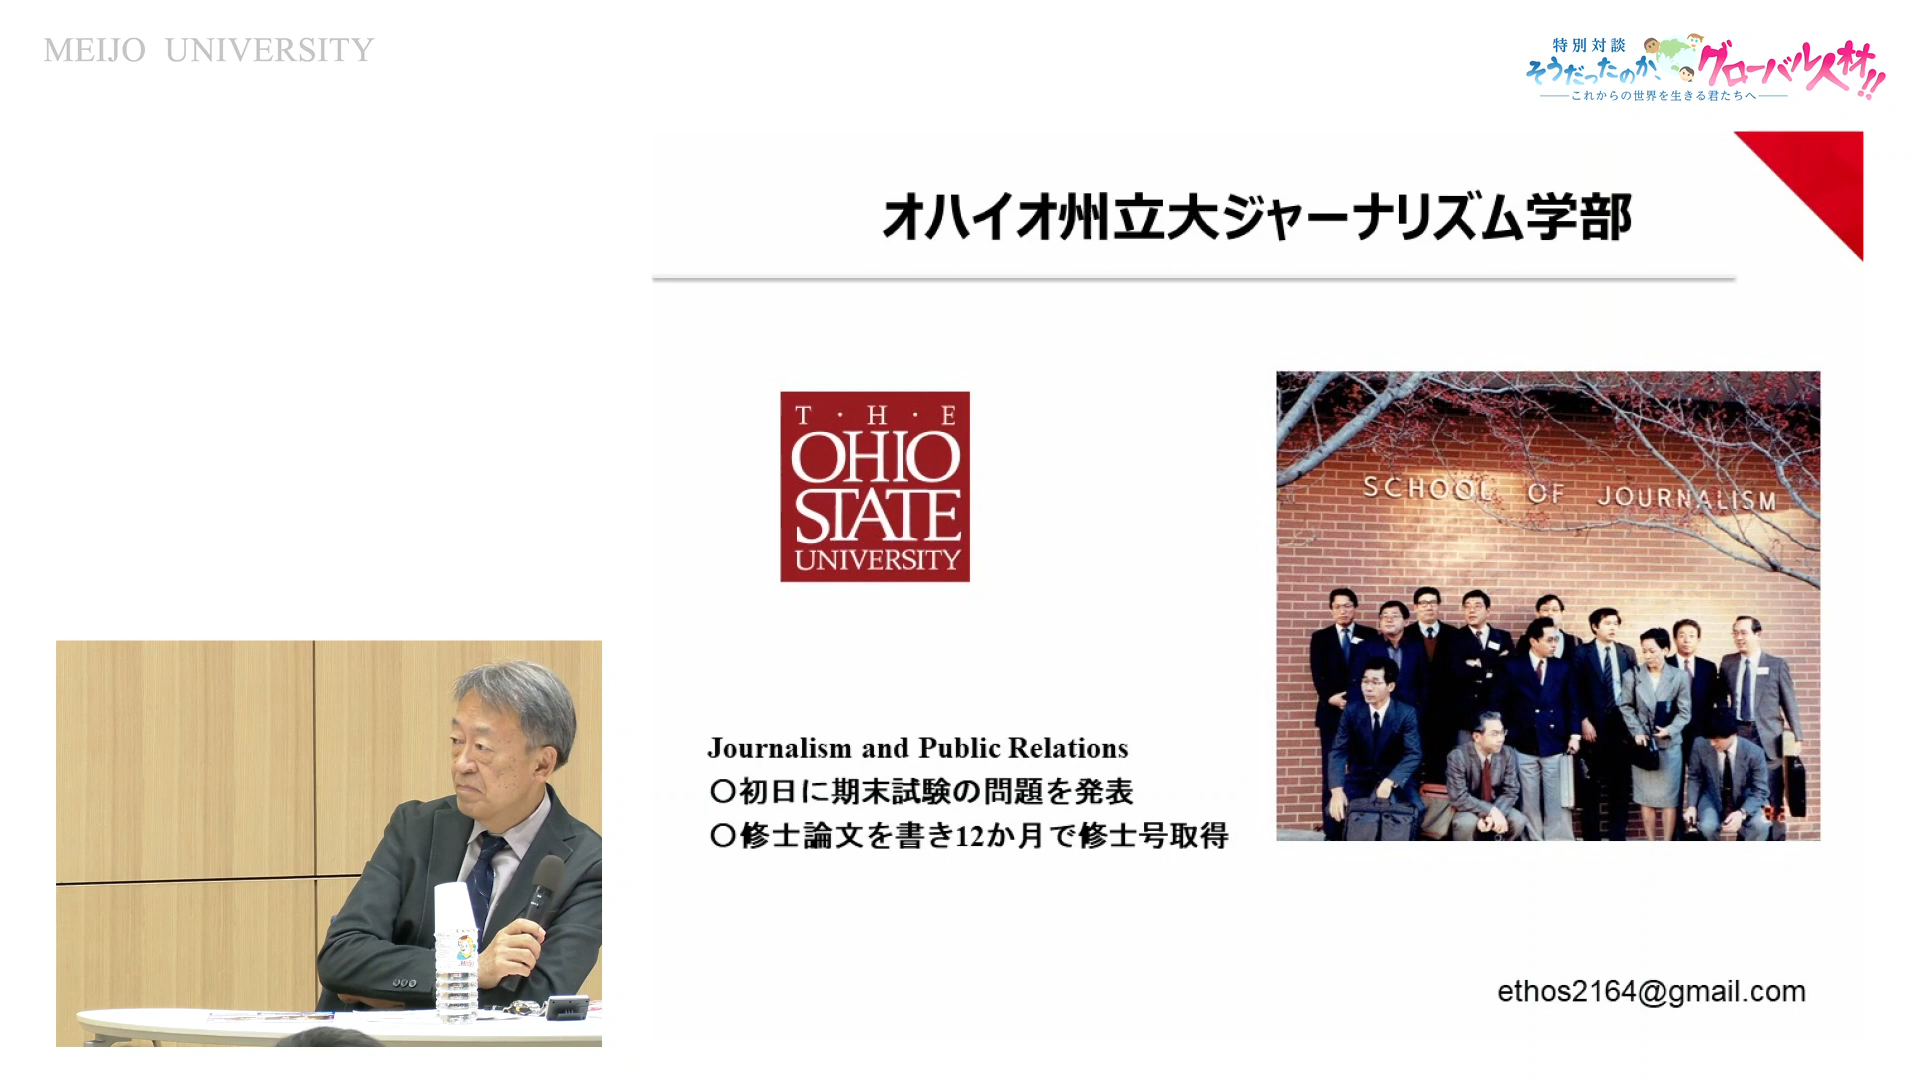 MEIJO UNIVERSITY
特別対談
そうだったのか、グローバル人材!!
これからの世界を生きる君たちへ
オハイオ州立大ジャーナリズム学部
T・H・E
OHIO
STATE
UNIVERSITY
SCHOOL OF JOURNALISM
Journalism and Public Relations
〇初日に期末試験の問題を発表
〇修士論文を書き12か月で修士号取得
ethos2164@gmail.com